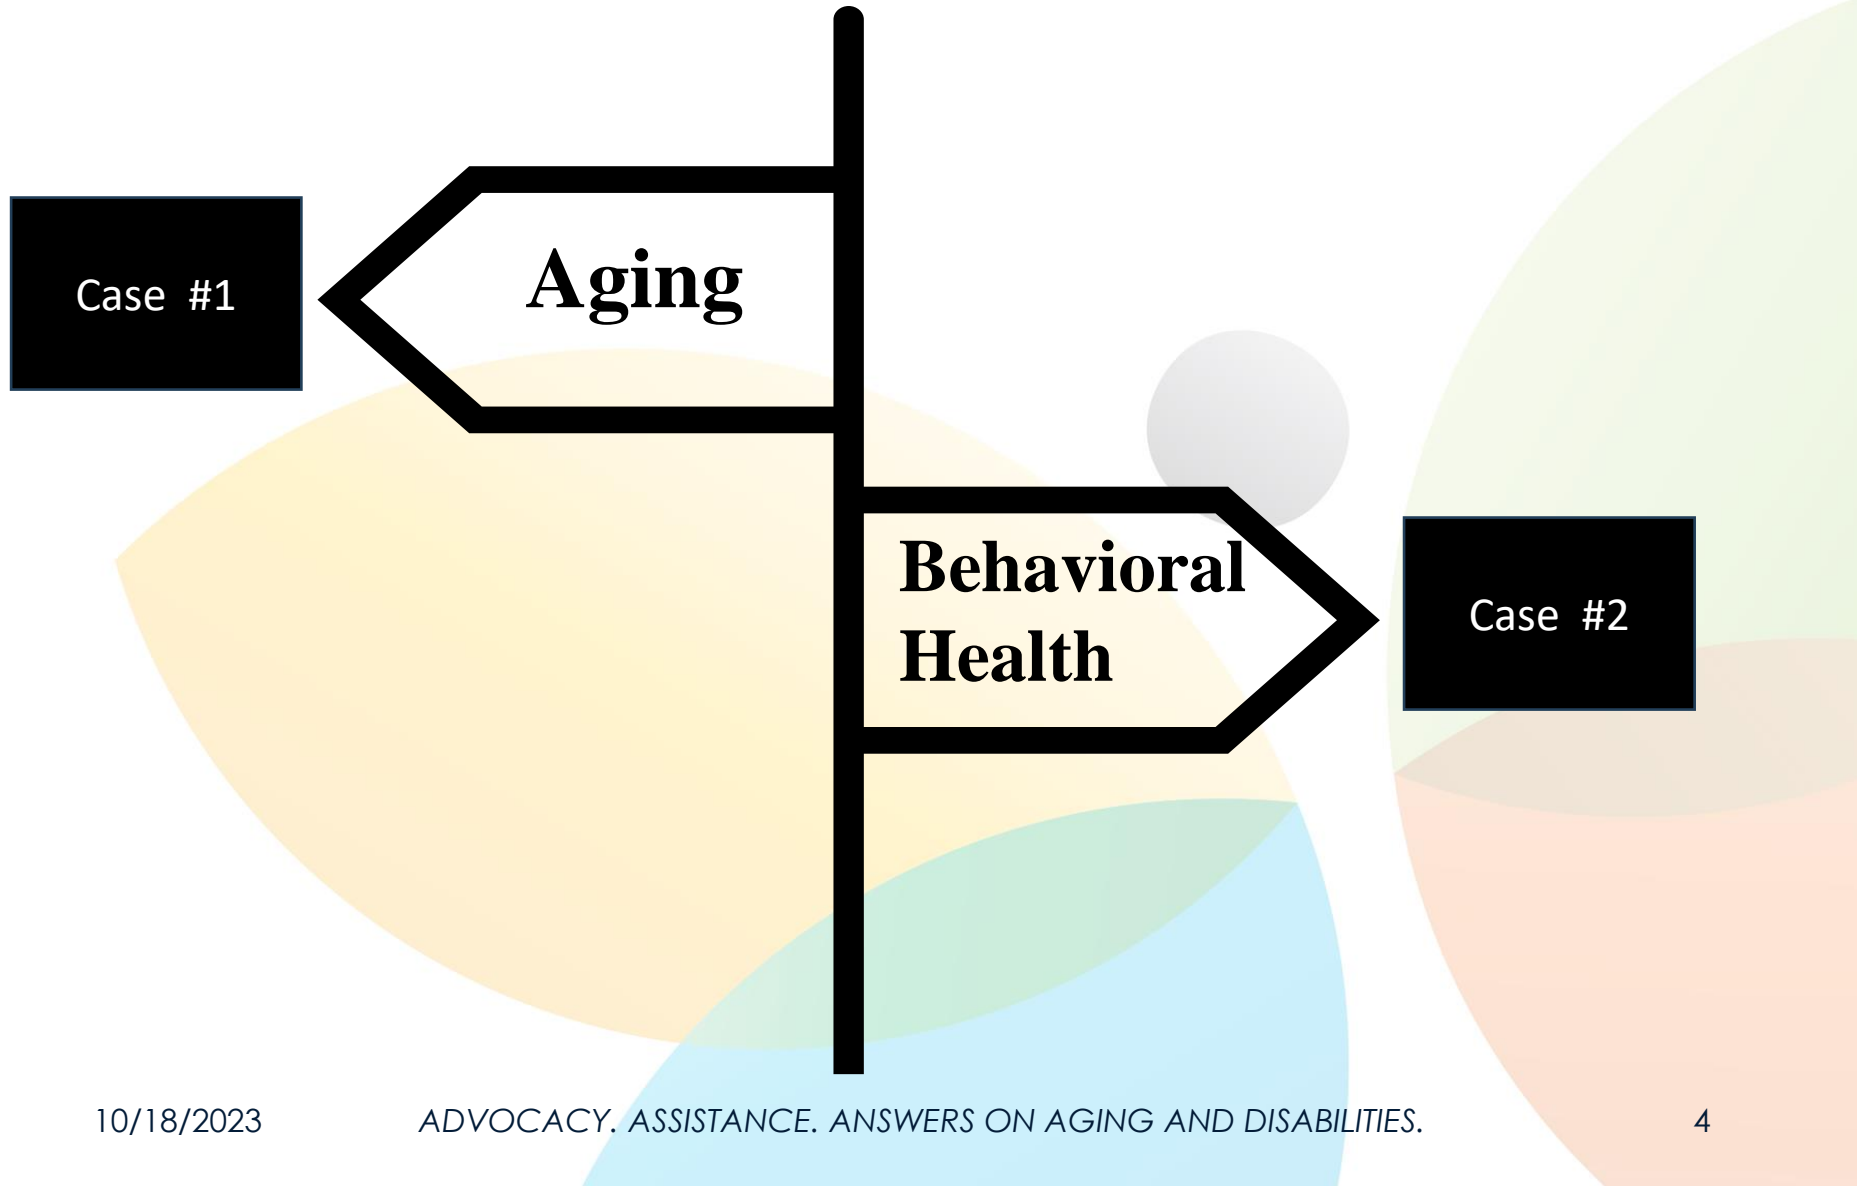 Case #1
Aging
Behavioral
Health
Case #2
10/18/2023
ADVOCACY. ASSISTANCE. ANSWERS ON AGING AND DISABILITIES.
4